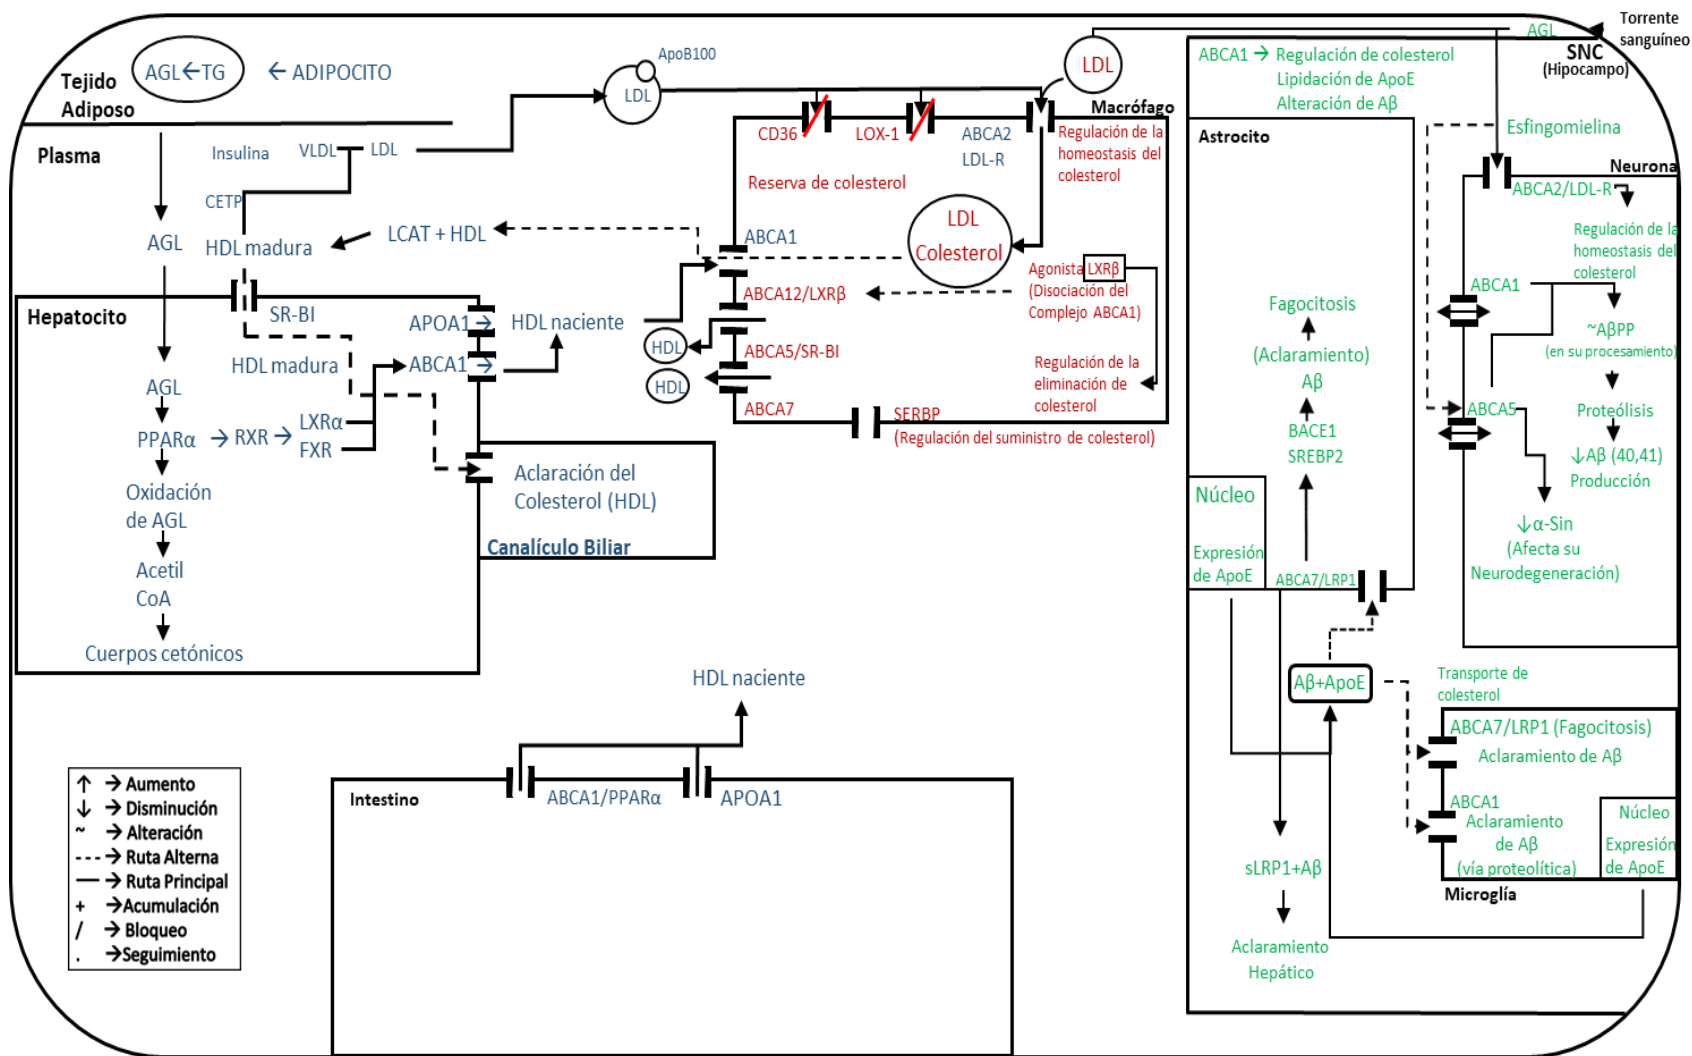 Tejido
Adiposo
AGL←TG
← ADIPOCITO
Plasma
Insulina
VLDL
LDL
CETP
AGL
HDL madura
LCAT + HDL
LDL
ApoB100
Hepatocito
SR-BI
HDL madura
APOA1→
ABCA1→
HDL naciente
AGL
PPARα → RXR → LXRα
FXR
Oxidación
de AGL
Acetil
CoA
Cuerpos cetónicos
Aclaración del
Colesterol (HDL)
Canalículo Biliar
LDL
Macrófago
CD36
LOX-1
ABCA2
LDL-R
Regulación de la
homeostasis del
colesterol
Reserva de colesterol
LDL
Colesterol
ABCA1
ABCA12/LXRβ
Agonista LXRβ
(Disociación del
Complejo ABCA1)
HDL
ABCA5/SR-BI
HDL
ABCA7
Regulación de la
eliminación de
colesterol
SERBP
(Regulación del suministro de colesterol)
HDL naciente
Intestino
ABCA1/PPARα
APOA1
↑ → Aumento
↓ → Disminución
~ → Alteración
---- → Ruta Alterna
— → Ruta Principal
+ → Acumulación
/ → Bloqueo
. → Seguimiento
AGL
Torrente
sanguíneo
SNC
(Hipocampo)
ABCA1 → Regulación de colesterol
Lipidación de ApoE
Alteración de Aβ
Astrocito
Esfingomielina
Neurona
ABCA2/LDL-R
Regulación de la
homeostasis del
colesterol
ABCA1
~AβPP
(en su procesamiento)
ABCA5
Proteólisis
↓Aβ (40,41)
Producción
↓α-Sin
(Afecta su
Neurodegeneración)
Fagocitosis
(Aclaramiento)
Aβ
BACE1
SREBP2
Núcleo
Expresión
de ApoE
ABCA7/LRP1
Aβ+ApoE
Transporte de
colesterol
ABCA7/LRP1 (Fagocitosis)
Aclaramiento de Aβ
ABCA1
Aclaramiento
de Aβ
(vía proteolítica)
Núcleo
Expresión
de ApoE
Microglía
sLRP1+Aβ
Aclaramiento
Hepático